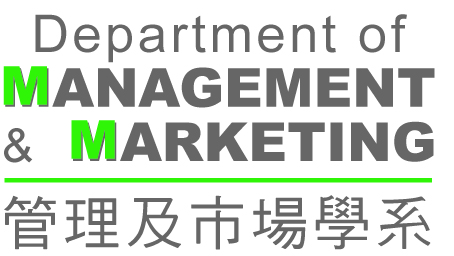 Department of
MANAGEMENT
& MARKETING
管理及市場學系